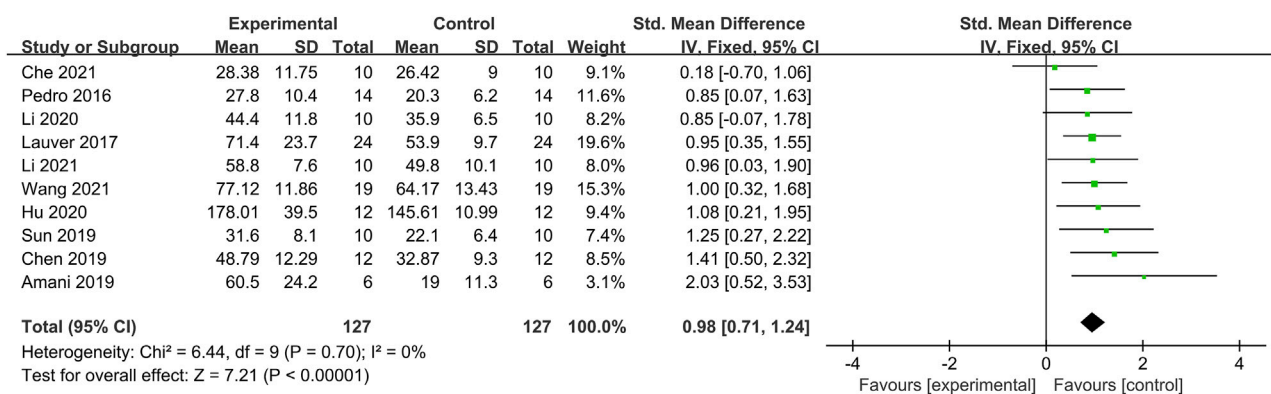 Experimental Control Std. Mean Difference Std. Mean Difference
Study or Subgroup Mean SD Total Mean SD Total Weight IV, Fixed, 95% CI IV, Fixed, 95% CI
Che 2021 28.38 11.75 10 26.42 9 10 9.1% 0.18 [-0.70, 1.06]
Pedro 2016 27.8 10.4 14 20.3 6.2 14 11.6% 0.85 [0.07, 1.63]
Li 2020 44.4 11.8 10 35.9 6.5 10 8.2% 0.85 [-0.07, 1.78]
Lauver 2017 71.4 23.7 24 53.9 9.7 24 19.6% 0.95 [0.35, 1.55]
Li 2021 58.8 7.6 10 49.8 10.1 10 8.0% 0.96 [0.03, 1.90]
Wang 2021 77.12 11.86 19 64.17 13.43 19 15.3% 1.00 [0.32, 1.68]
Hu 2020 178.01 39.5 12 145.61 10.99 12 9.4% 1.08 [0.21, 1.95]
Sun 2019 31.6 8.1 10 22.1 6.4 10 7.4% 1.25 [0.27, 2.22]
Chen 2019 48.79 12.29 12 32.87 9.3 12 8.5% 1.41 [0.50, 2.32]
Amani 2019 60.5 24.2 6 19 11.3 6 3.1% 2.03 [0.52, 3.53]
Total (95% CI) 127 127 100.0% 0.98 [0.71, 1.24]
Heterogeneity: Chi² = 6.44, df = 9 (P = 0.70); I² = 0%
Test for overall effect: Z = 7.21 (P < 0.00001)
-4 -2 0 2 4
Favours [experimental] Favours [control]